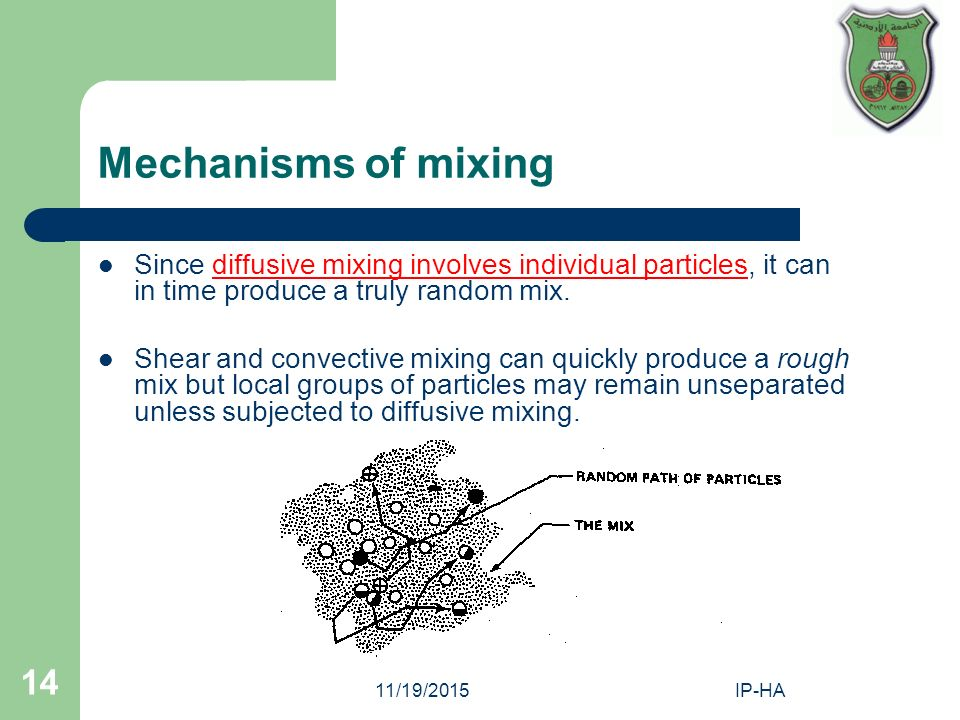 الجامعة الأردنية
Mechanisms of mixing
Since diffusive mixing involves individual particles, it can
in time produce a truly random mix.
Shear and convective mixing can quickly produce a rough
mix but local groups of particles may remain unseparated
unless subjected to diffusive mixing.
RANDOM PATH OF PARTICLES
THE MIX
14
11/19/2015
IP-HA